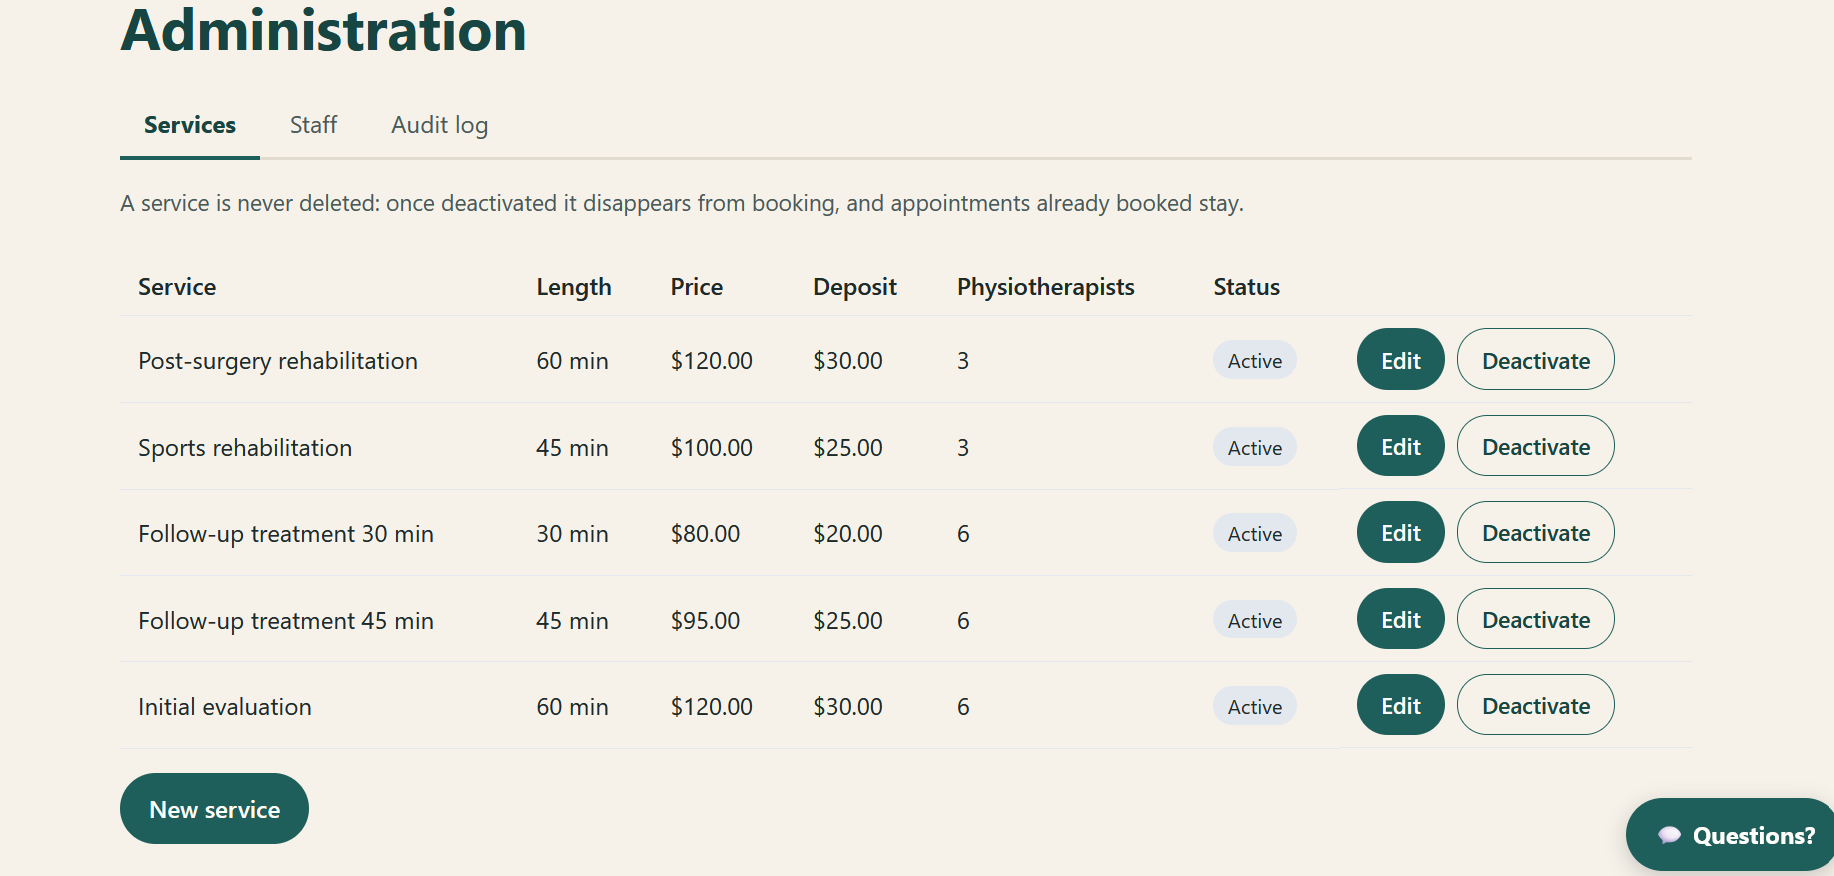 Administration
Services Staff Audit log
A service is never deleted: once deactivated it disappears from booking, and appointments already booked stay.
Service Length Price Deposit Physiotherapists Status
Post-surgery rehabilitation 60 min $120.00 $30.00 3 Active Edit Deactivate
Sports rehabilitation 45 min $100.00 $25.00 3 Active Edit Deactivate
Follow-up treatment 30 min 30 min $80.00 $20.00 6 Active Edit Deactivate
Follow-up treatment 45 min 45 min $95.00 $25.00 6 Active Edit Deactivate
Initial evaluation 60 min $120.00 $30.00 6 Active Edit Deactivate
New service
Questions?